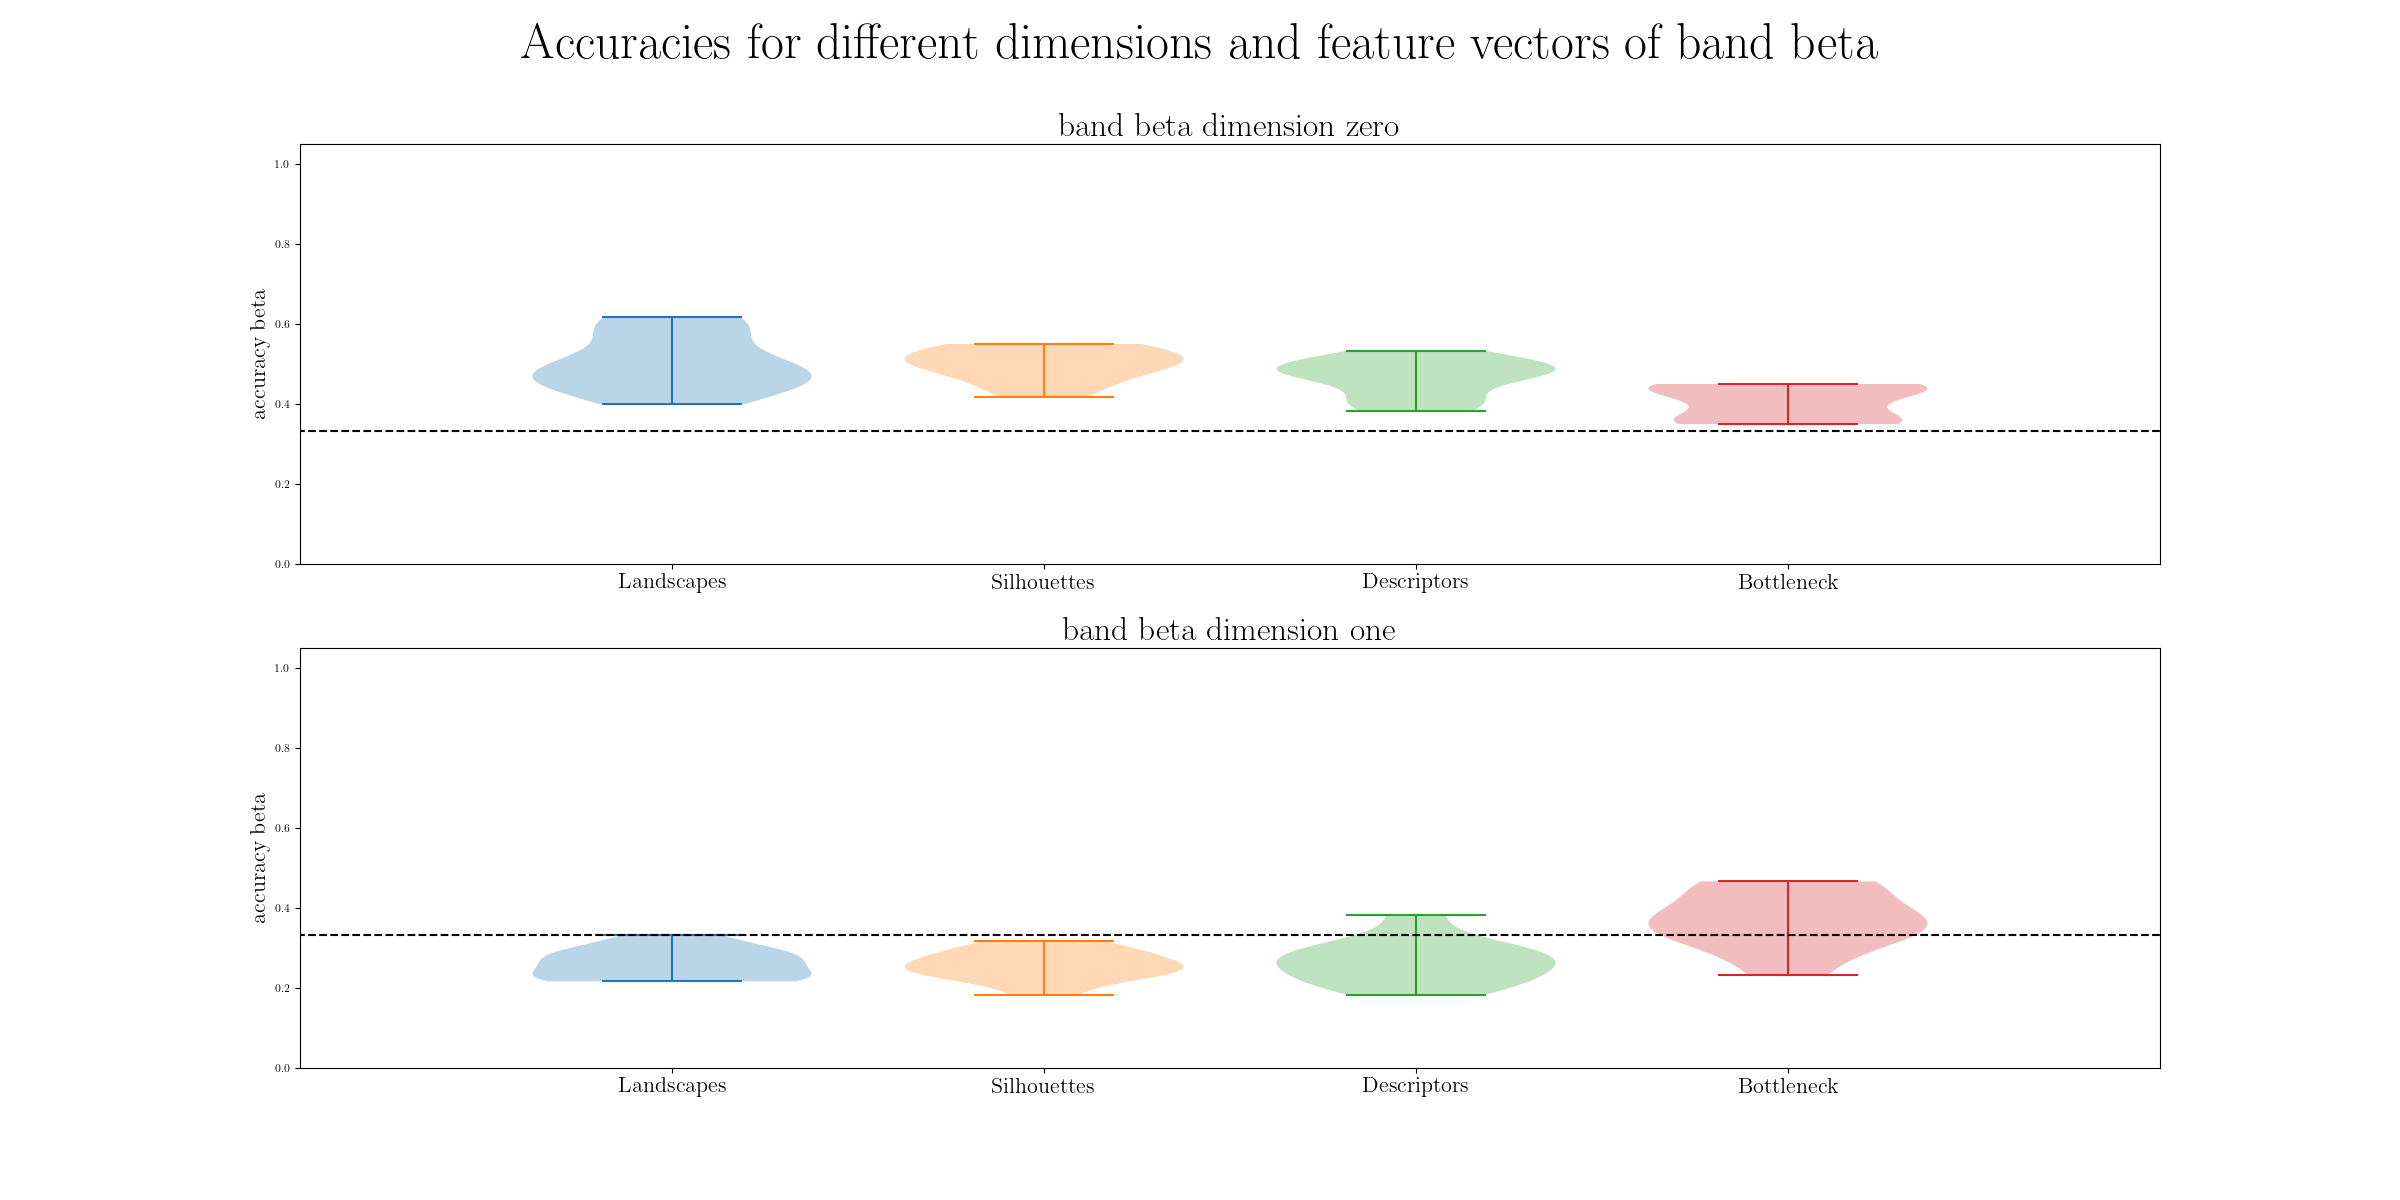 Accuracies for different dimensions and feature vectors of band beta
band beta dimension zero
1.0
0.8
0.6
0.4
0.2
0.0
accuracy beta
Landscapes Silhouettes Descriptors Bottleneck
band beta dimension one
1.0
0.8
0.6
0.4
0.2
0.0
accuracy beta
Landscapes Silhouettes Descriptors Bottleneck